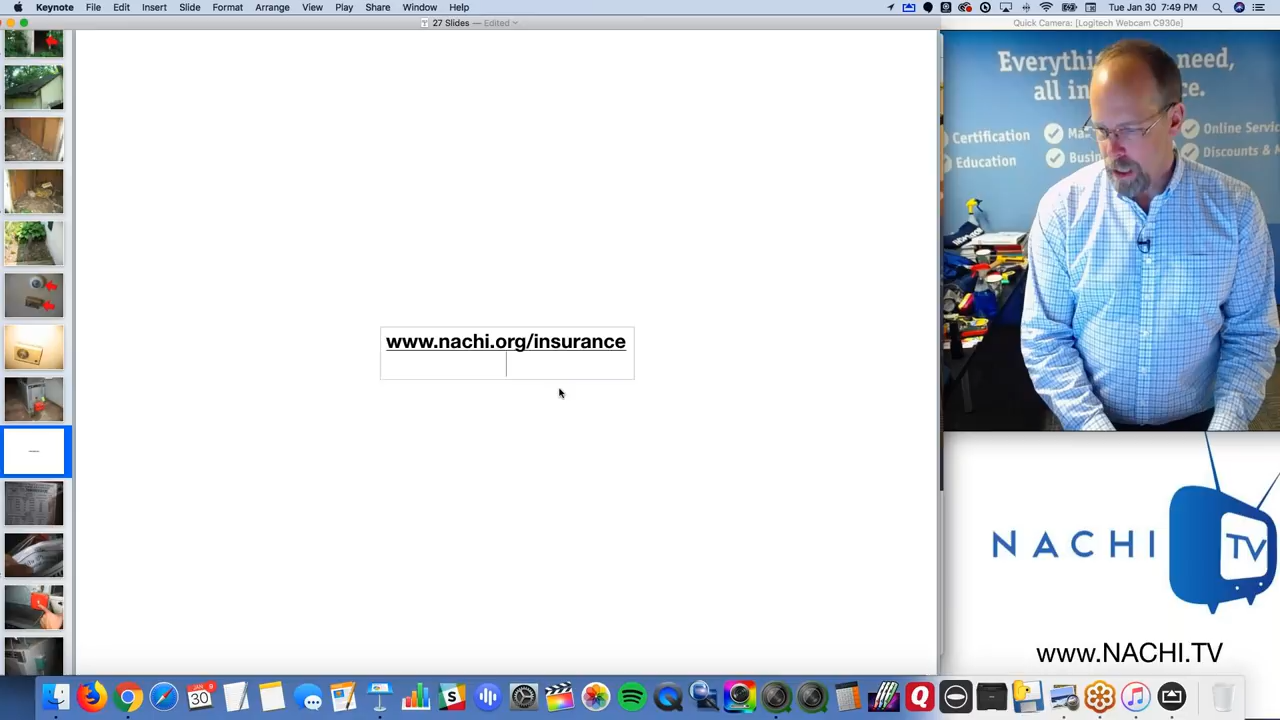 Keynote File Edit Insert Slide Format Arrange View Play Share Window Help
Tue Jan 30 7:49 PM
27 Slides — Edited
Quick Camera: [Logitech Webcam C930e]
Everything need,
all in
Certification
Online
Education
Discounts &
www.nachi.org/insurance
NACHI TV
www.NACHI.TV
30